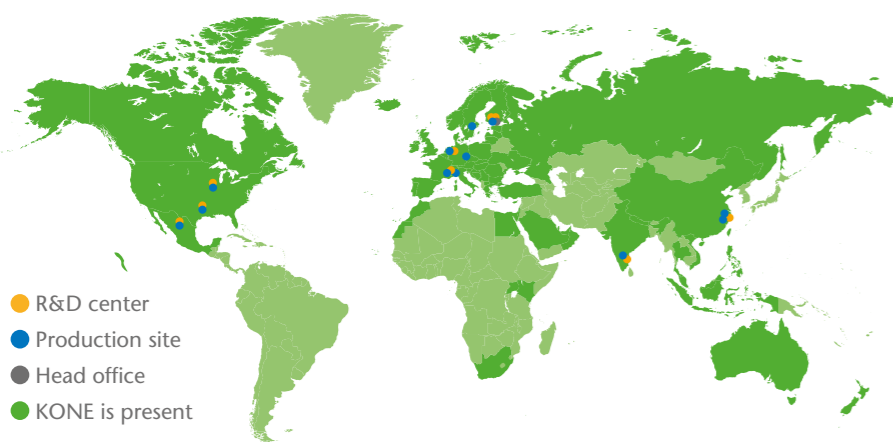 R&D center
Production site
Head office
KONE is present